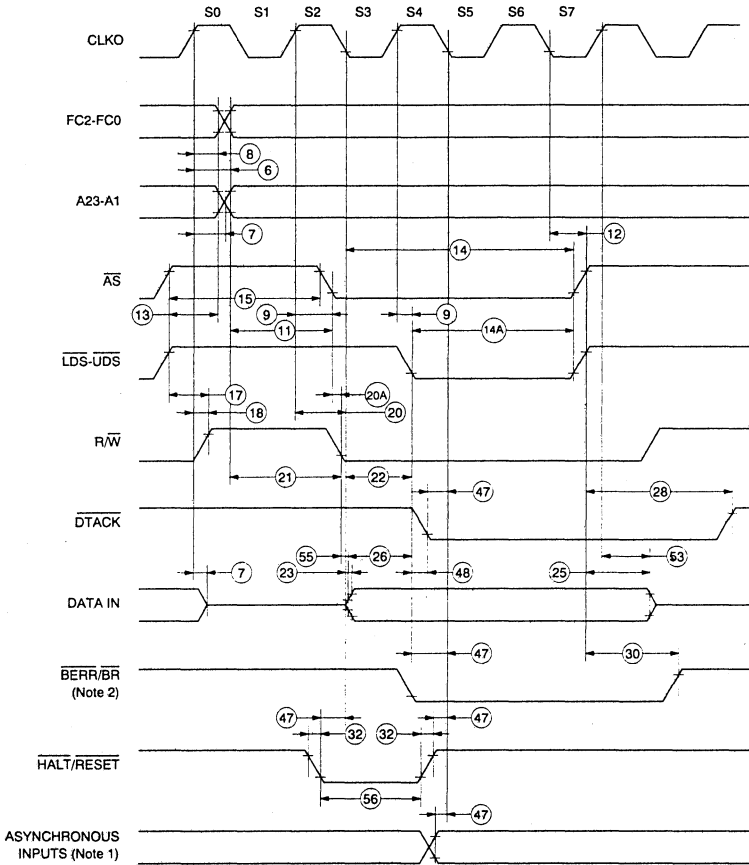 S0 S1 S2 S3 S4 S5 S6 S7
CLKO
FC2-FC0
8
6
A23-A1
7
12
14
AS
15
13
9
9
11
14A
LDS-UDS
17
20A
18
20
R/W
21
22
47
28
DTACK
55
26
53
7
23
48
25
DATA IN
47
30
BERR/BR
(Note 2)
47
47
32
32
HALT/RESET
56
47
ASYNCHRONOUS
INPUTS (Note 1)